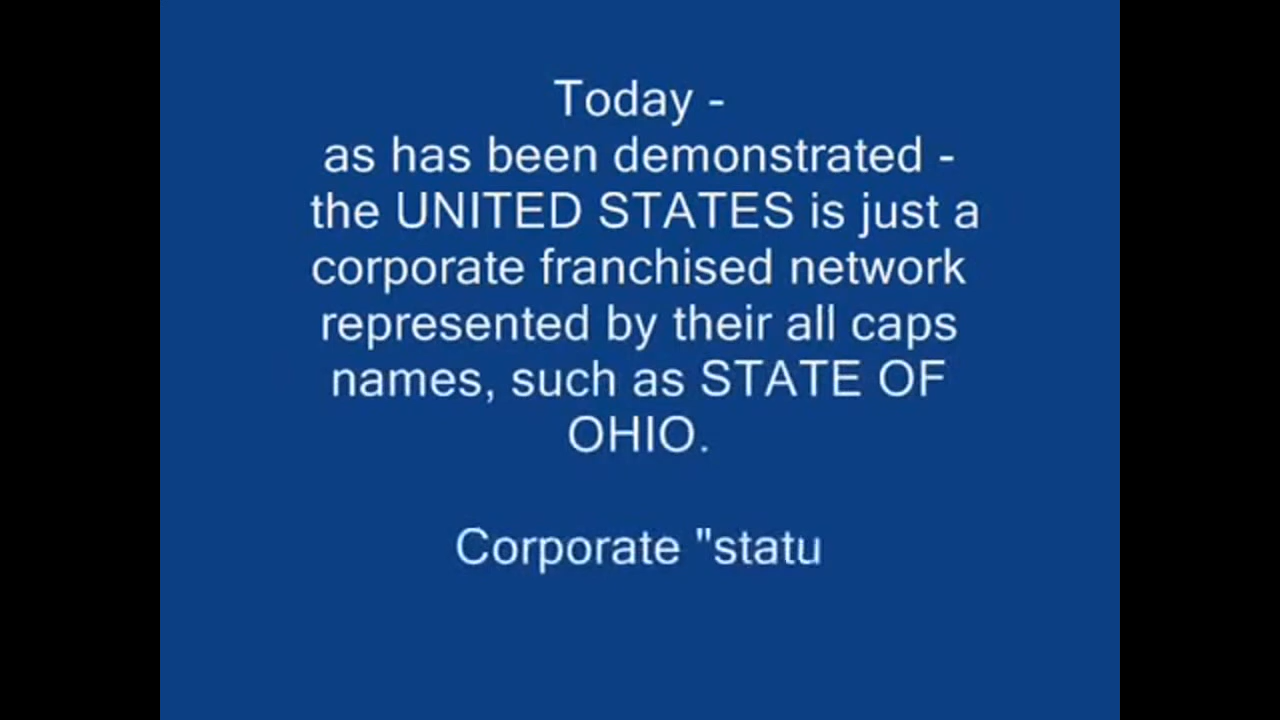 Today -
as has been demonstrated -
the UNITED STATES is just a
corporate franchised network
represented by their all caps
names, such as STATE OF
OHIO.
Corporate "statu